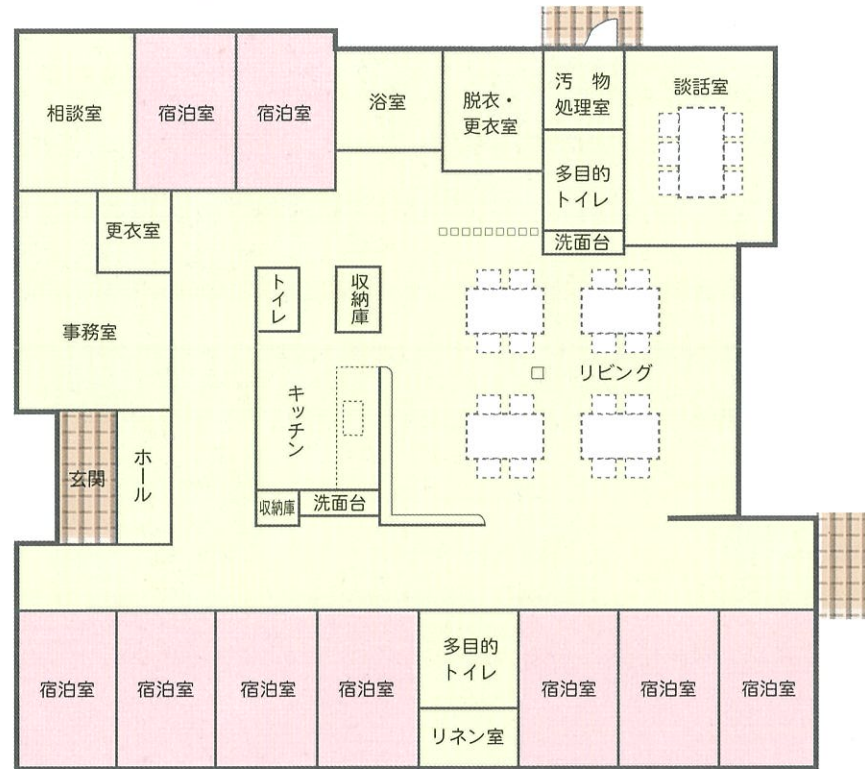 相談室
宿泊室
宿泊室
浴室
脱衣・
更衣室
汚 物
処理室
談話室
多目的
トイレ
洗面台
更衣室
事務室
トイレ
収納庫
リビング
キッチン
玄関
ホール
収納庫
洗面台
宿泊室
宿泊室
宿泊室
宿泊室
多目的
トイレ
リネン室
宿泊室
宿泊室
宿泊室